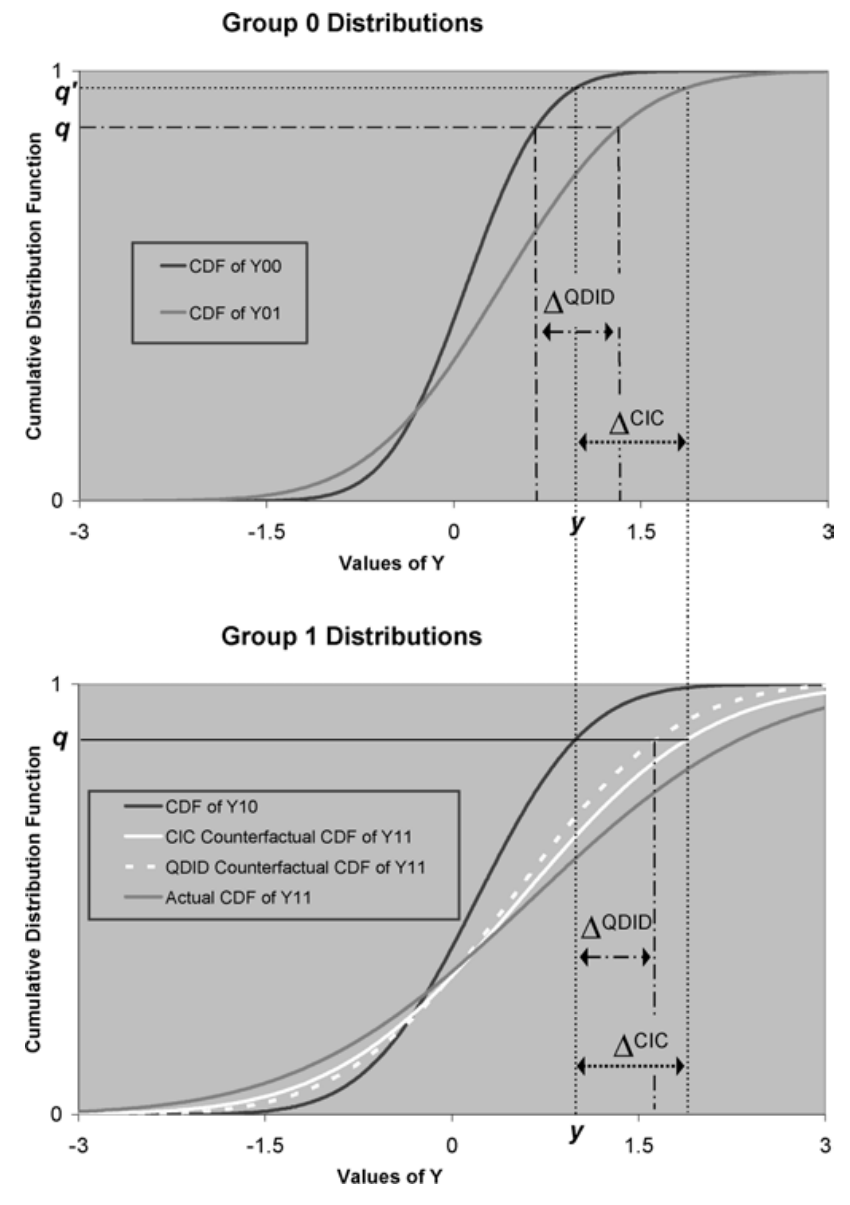 Group 0 Distributions
1
q'
q
Cumulative Distribution Function
CDF of Y00
CDF of Y01
ΔQDID
ΔCIC
0
-3
-1.5
0
y
1.5
3
Values of Y
Group 1 Distributions
1
q
Cumulative Distribution Function
CDF of Y10
CIC Counterfactual CDF of Y11
QDID Counterfactual CDF of Y11
Actual CDF of Y11
ΔQDID
ΔCIC
0
-3
-1.5
0
y
1.5
3
Values of Y